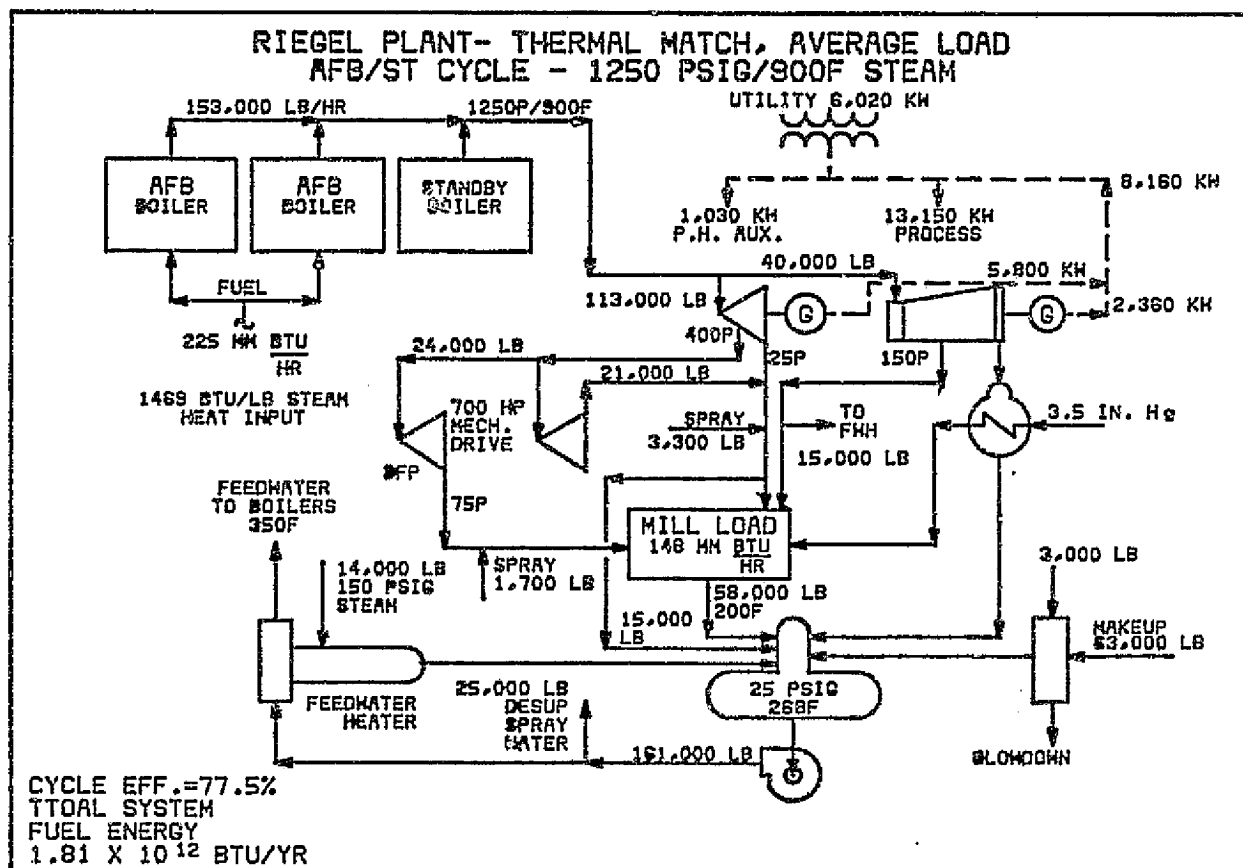 RIEGEL PLANT- THERMAL MATCH, AVERAGE LOAD
AFB/ST CYCLE - 1250 PSIG/900F STEAM
153,000 LB/HR
1250P/900F
UTILITY 6,020 KW
AFB
BOILER
AFB
BOILER
STANDBY
BOILER
8,160 KW
1,030 KW
P.H. AUX.
13,150 KW
PROCESS
FUEL
225 MM BTU
HR
1469 BTU/LB STEAM
HEAT INPUT
40,000 LB
5,800 KW
113,000 LB
G
G
2,360 KW
400P
25P
150P
24,000 LB
21,000 LB
700 HP
MECH.
DRIVE
BFP
SPRAY
3,300 LB
TO
FWH
15,000 LB
3.5 IN. Hg
FEEDWATER
TO BOILERS
350F
75P
MILL LOAD
148 MM BTU
HR
SPRAY
1,700 LB
14,000 LB
150 PSIG
STEAM
58,000 LB
200F
15,000
LB
3,000 LB
MAKEUP
93,000 LB
FEEDWATER
HEATER
25,000 LB
DESUP
SPRAY
WATER
25 PSIG
268F
161,000 LB
BLOWDOWN
CYCLE EFF.=77.5%
TTOAL SYSTEM
FUEL ENERGY
1.81 X 10 12 BTU/YR